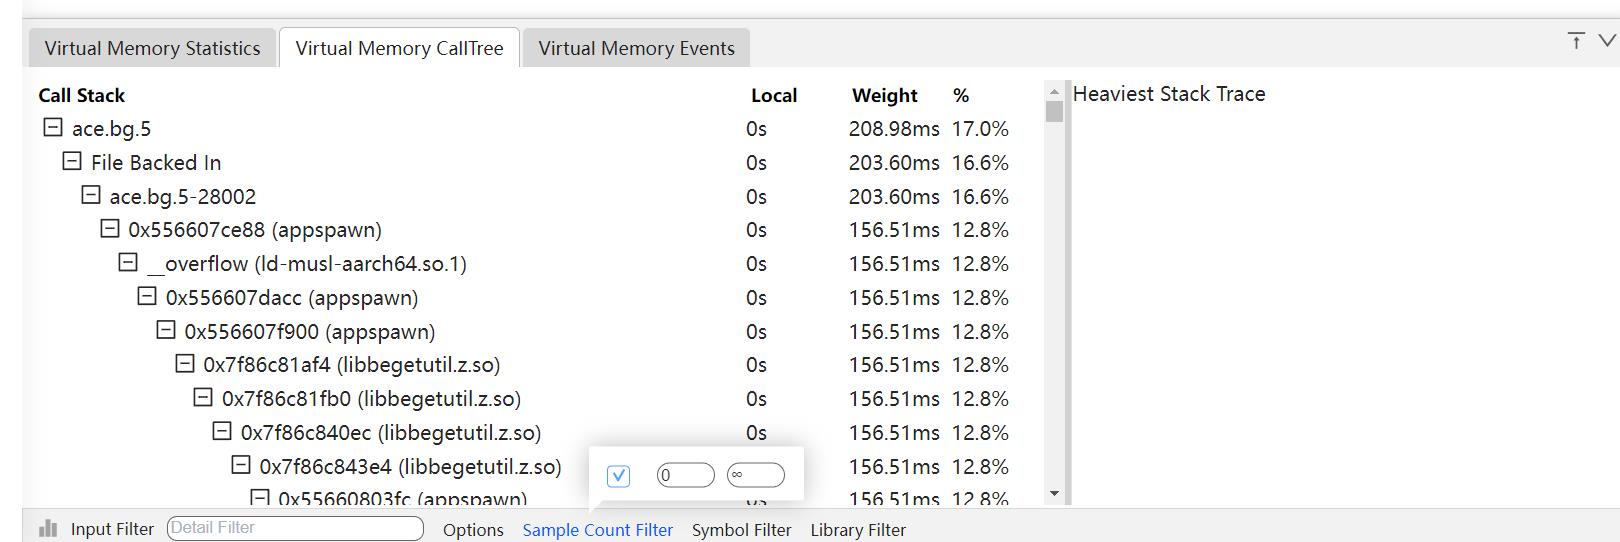 Virtual Memory Statistics Virtual Memory CallTree Virtual Memory Events
Call Stack Local Weight % Heaviest Stack Trace
ace.bg.5 0s 208.98ms 17.0%
File Backed In 0s 203.60ms 16.6%
ace.bg.5-28002 0s 203.60ms 16.6%
0x556607ce88 (appspawn) 0s 156.51ms 12.8%
__overflow (ld-musl-aarch64.so.1) 0s 156.51ms 12.8%
0x556607dacc (appspawn) 0s 156.51ms 12.8%
0x556607f900 (appspawn) 0s 156.51ms 12.8%
0x7f86c81af4 (libbegetutil.z.so) 0s 156.51ms 12.8%
0x7f86c81fb0 (libbegetutil.z.so) 0s 156.51ms 12.8%
0x7f86c840ec (libbegetutil.z.so) 0s 156.51ms 12.8%
0x7f86c843e4 (libbegetutil.z.so) 156.51ms 12.8%
0 ∞
0x55660803fc (appspawn) 0s 156.51ms 12.8%
Input Filter Detail Filter Options Sample Count Filter Symbol Filter Library Filter